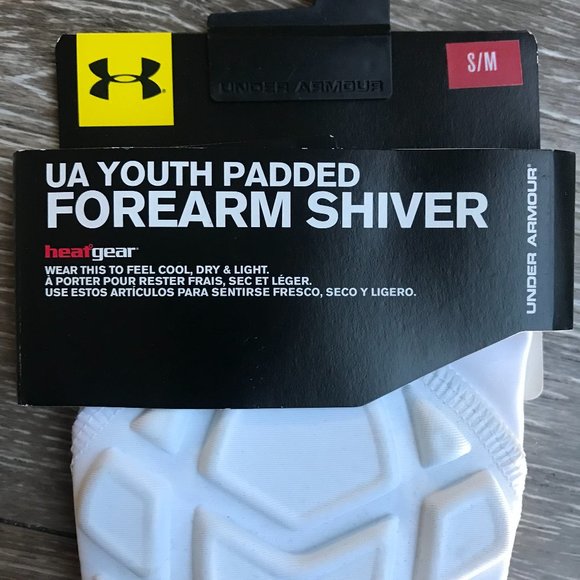 UNDER ARMOUR
S/M
UA YOUTH PADDED
FOREARM SHIVER
heatgear
WEAR THIS TO FEEL COOL, DRY & LIGHT.
À PORTER POUR RESTER FRAIS, SEC ET LÉGER.
USE ESTOS ARTÍCULOS PARA SENTIRSE FRESCO, SECO Y LIGERO.
UNDER ARMOUR